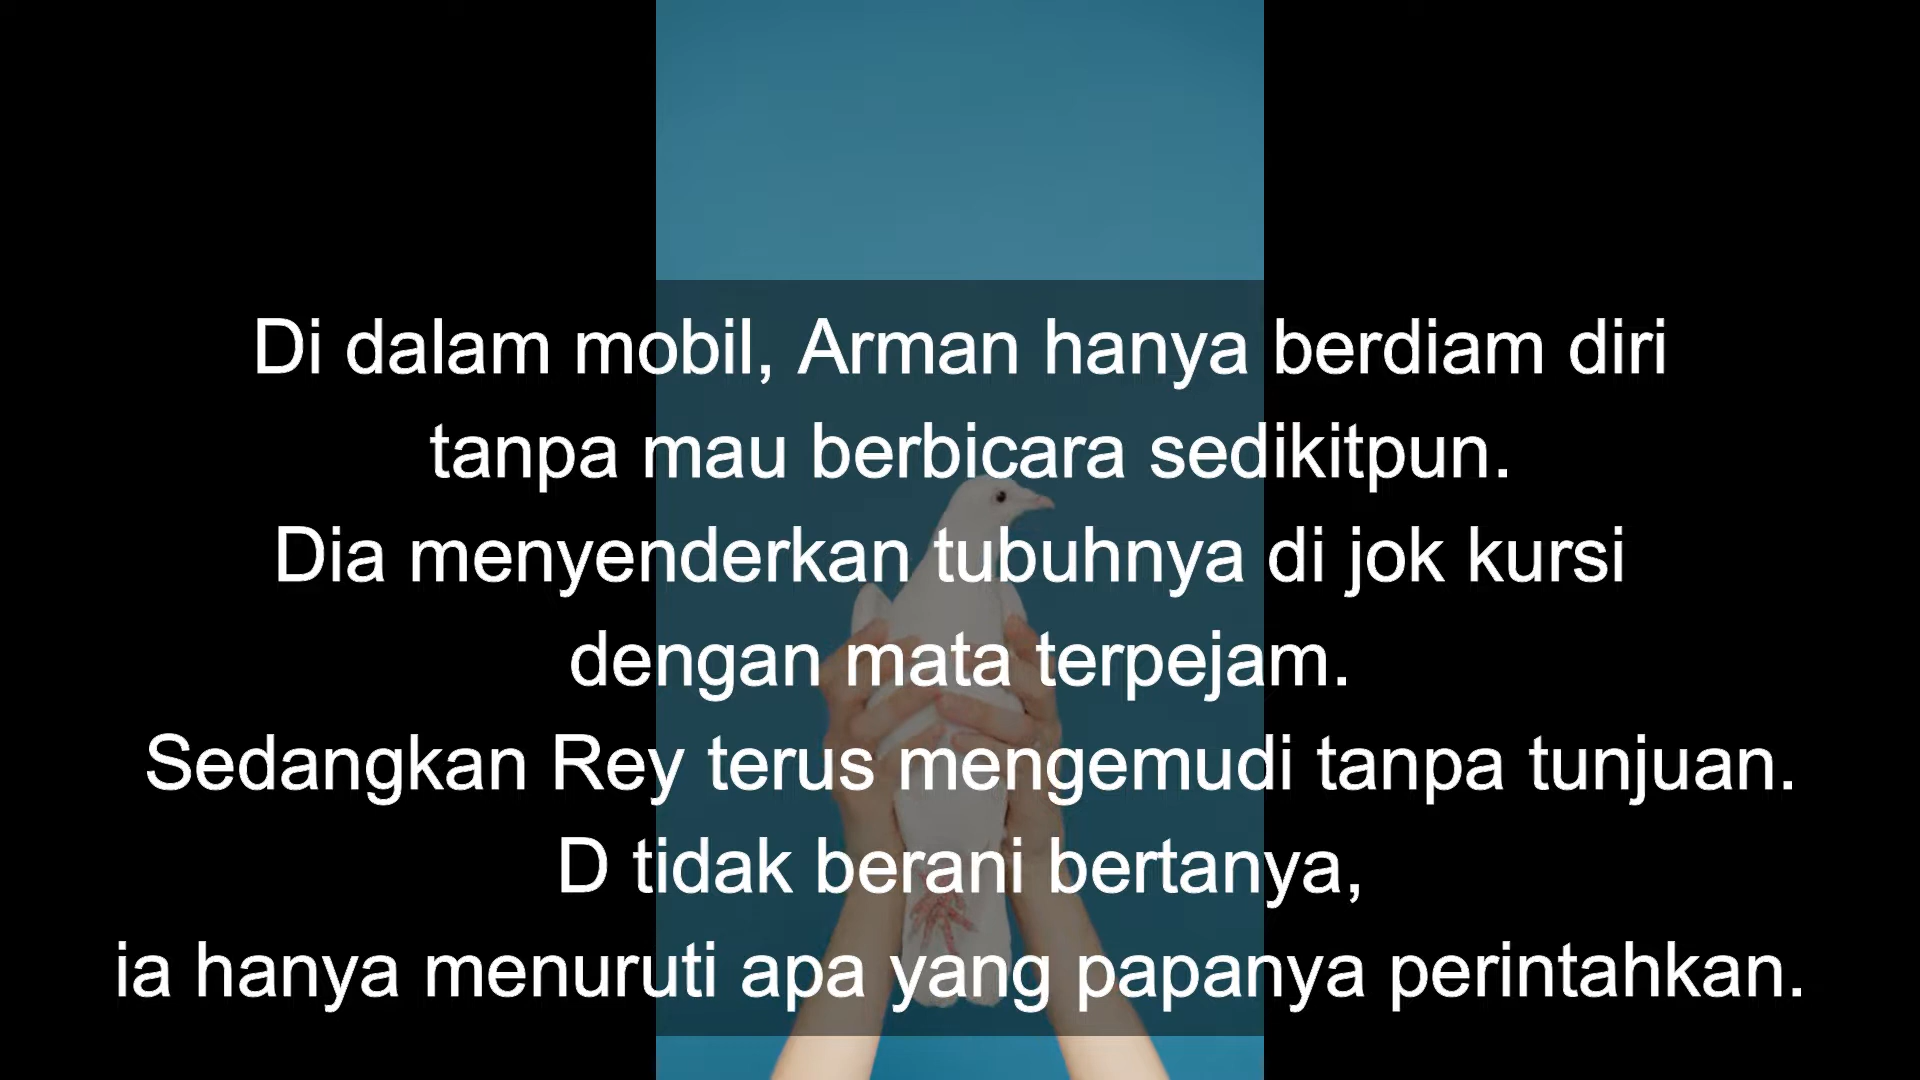 Di dalam mobil, Arman hanya berdiam diri
tanpa mau berbicara sedikitpun.
Dia menyenderkan tubuhnya di jok kursi
dengan mata terpejam.
Sedangkan Rey terus mengemudi tanpa tunjuan.
D tidak berani bertanya,
ia hanya menuruti apa yang papanya perintahkan.